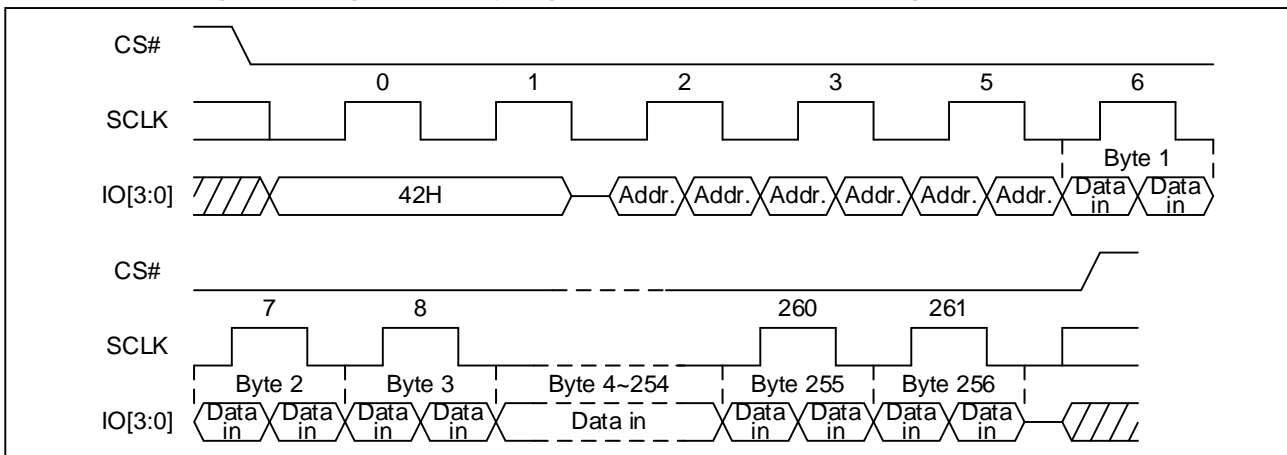 CS#
0 1 2 3 5 6
SCLK
Byte 1
IO[3:0] 42H Addr. Addr. Addr. Addr. Addr. Addr. Data in Data in
CS#
7 8 260 261
SCLK
Byte 2 Byte 3 Byte 4~254 Byte 255 Byte 256
IO[3:0] Data in Data in Data in Data in Data in Data in Data in Data in Data in